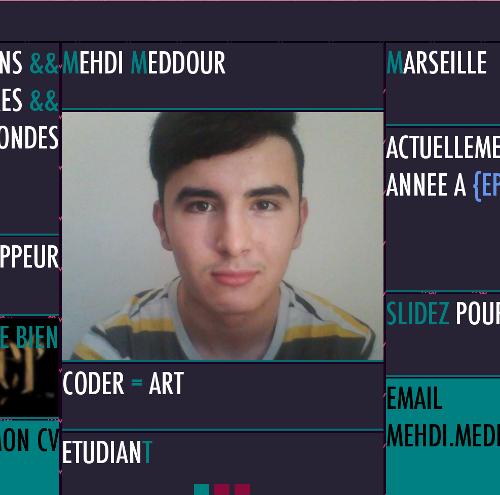 NS &&
ES &&
ONDES
PPEUR
E BIEN
MON CV
MEHDI MEDDOUR
CODER = ART
ETUDIANT
MARSEILLE
ACTUELLEME
ANNEE A {EP
SLIDEZ POUR
EMAIL
MEHDI.MED